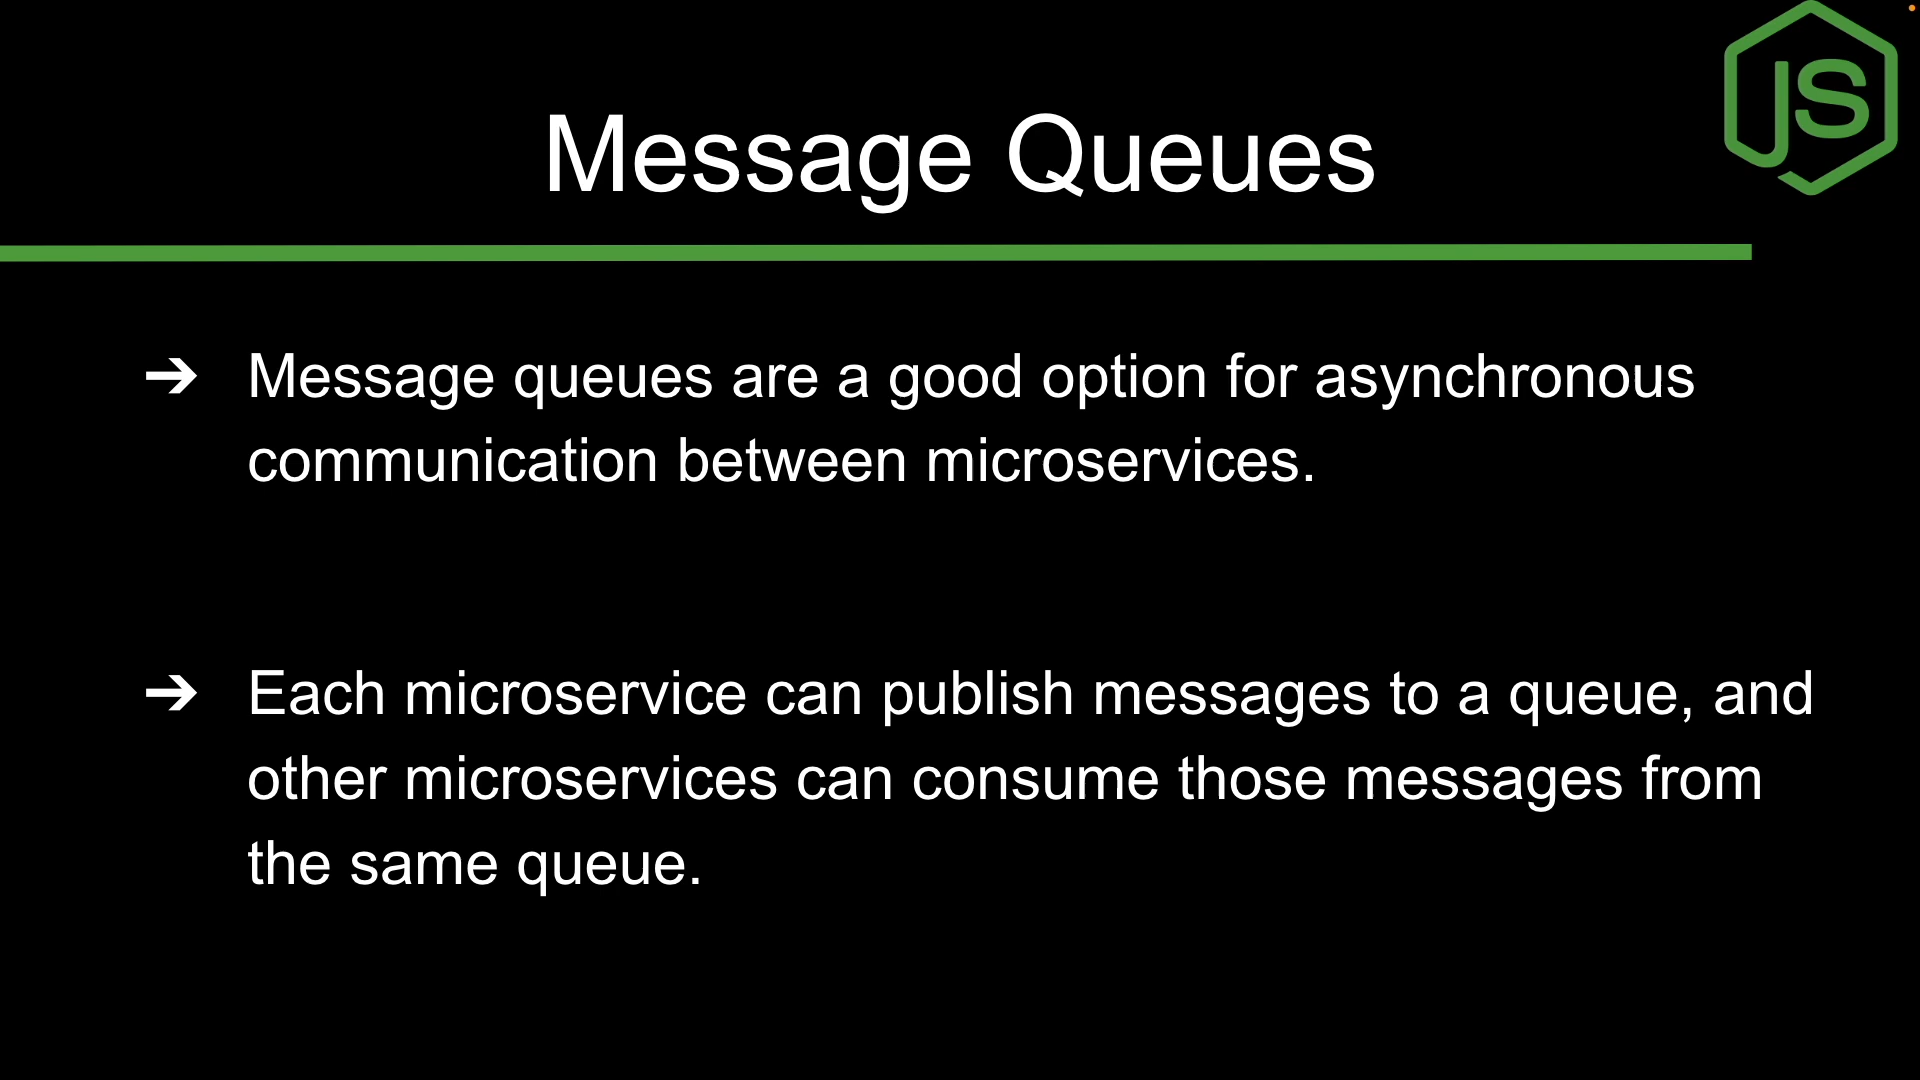 JS
Message Queues
➔ Message queues are a good option for asynchronous
communication between microservices.
➔ Each microservice can publish messages to a queue, and
other microservices can consume those messages from
the same queue.